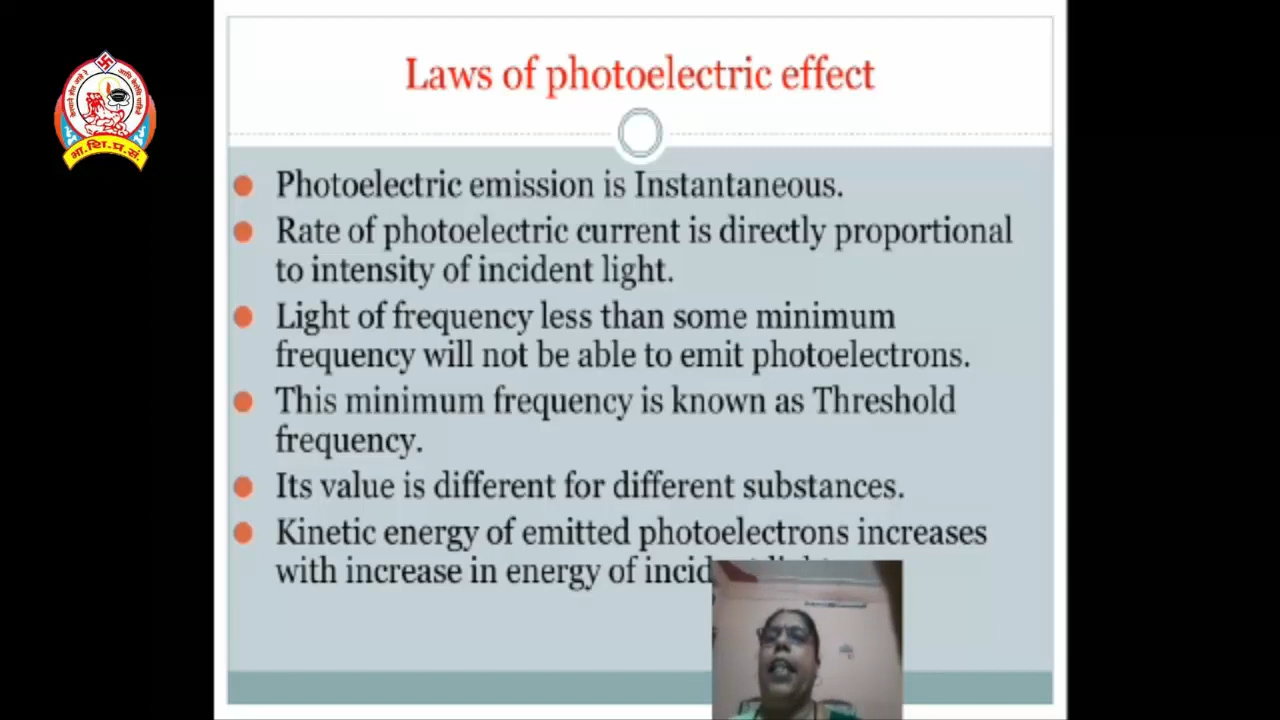 Laws of photoelectric effect
भा.शि.प्र.सं.
Photoelectric emission is Instantaneous.
Rate of photoelectric current is directly proportional
to intensity of incident light.
Light of frequency less than some minimum
frequency will not be able to emit photoelectrons.
This minimum frequency is known as Threshold
frequency.
Its value is different for different substances.
Kinetic energy of emitted photoelectrons increases
with increase in energy of